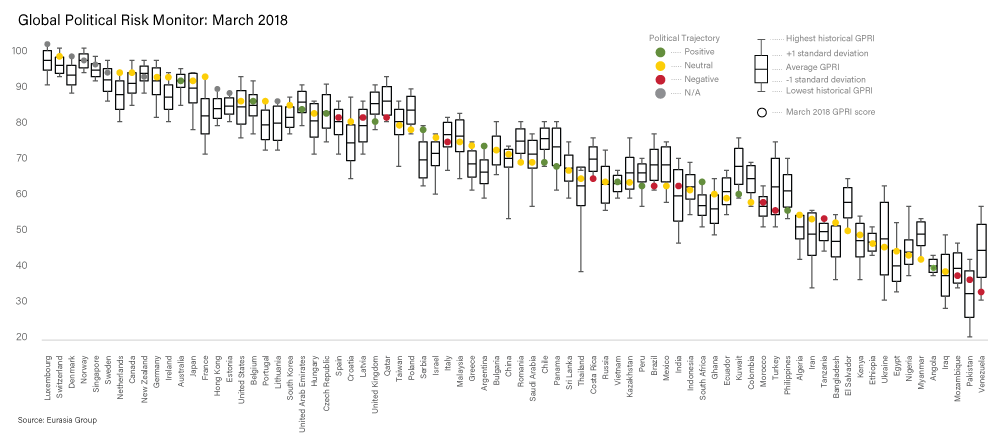 Global Political Risk Monitor: March 2018
Political Trajectory
Positive
Neutral
Negative
N/A
Highest historical GPRI
+1 standard deviation
Average GPRI
-1 standard deviation
Lowest historical GPRI
March 2018 GPRI score
100
90
80
70
60
50
40
30
20
Luxembourg
Switzerland
Denmark
Norway
Singapore
Sweden
Netherlands
Canada
New Zealand
Germany
Ireland
Australia
Japan
France
Hong Kong
Estonia
United States
Belgium
Portugal
Lithuania
South Korea
United Arab Emirates
Hungary
Czech Republic
Spain
Croatia
Latvia
United Kingdom
Qatar
Taiwan
Poland
Serbia
Israel
Italy
Malaysia
Greece
Argentina
Bulgaria
China
Romania
Saudi Arabia
Chile
Panama
Sri Lanka
Thailand
Costa Rica
Russia
Vietnam
Kazakhstan
Peru
Brazil
Mexico
India
Indonesia
South Africa
Ghana
Ecuador
Kuwait
Colombia
Morocco
Turkey
Philippines
Algeria
Iran
Tanzania
Bangladesh
El Salvador
Kenya
Ethiopia
Ukraine
Egypt
Nigeria
Myanmar
Angola
Iraq
Mozambique
Pakistan
Venezuela
Source: Eurasia Group